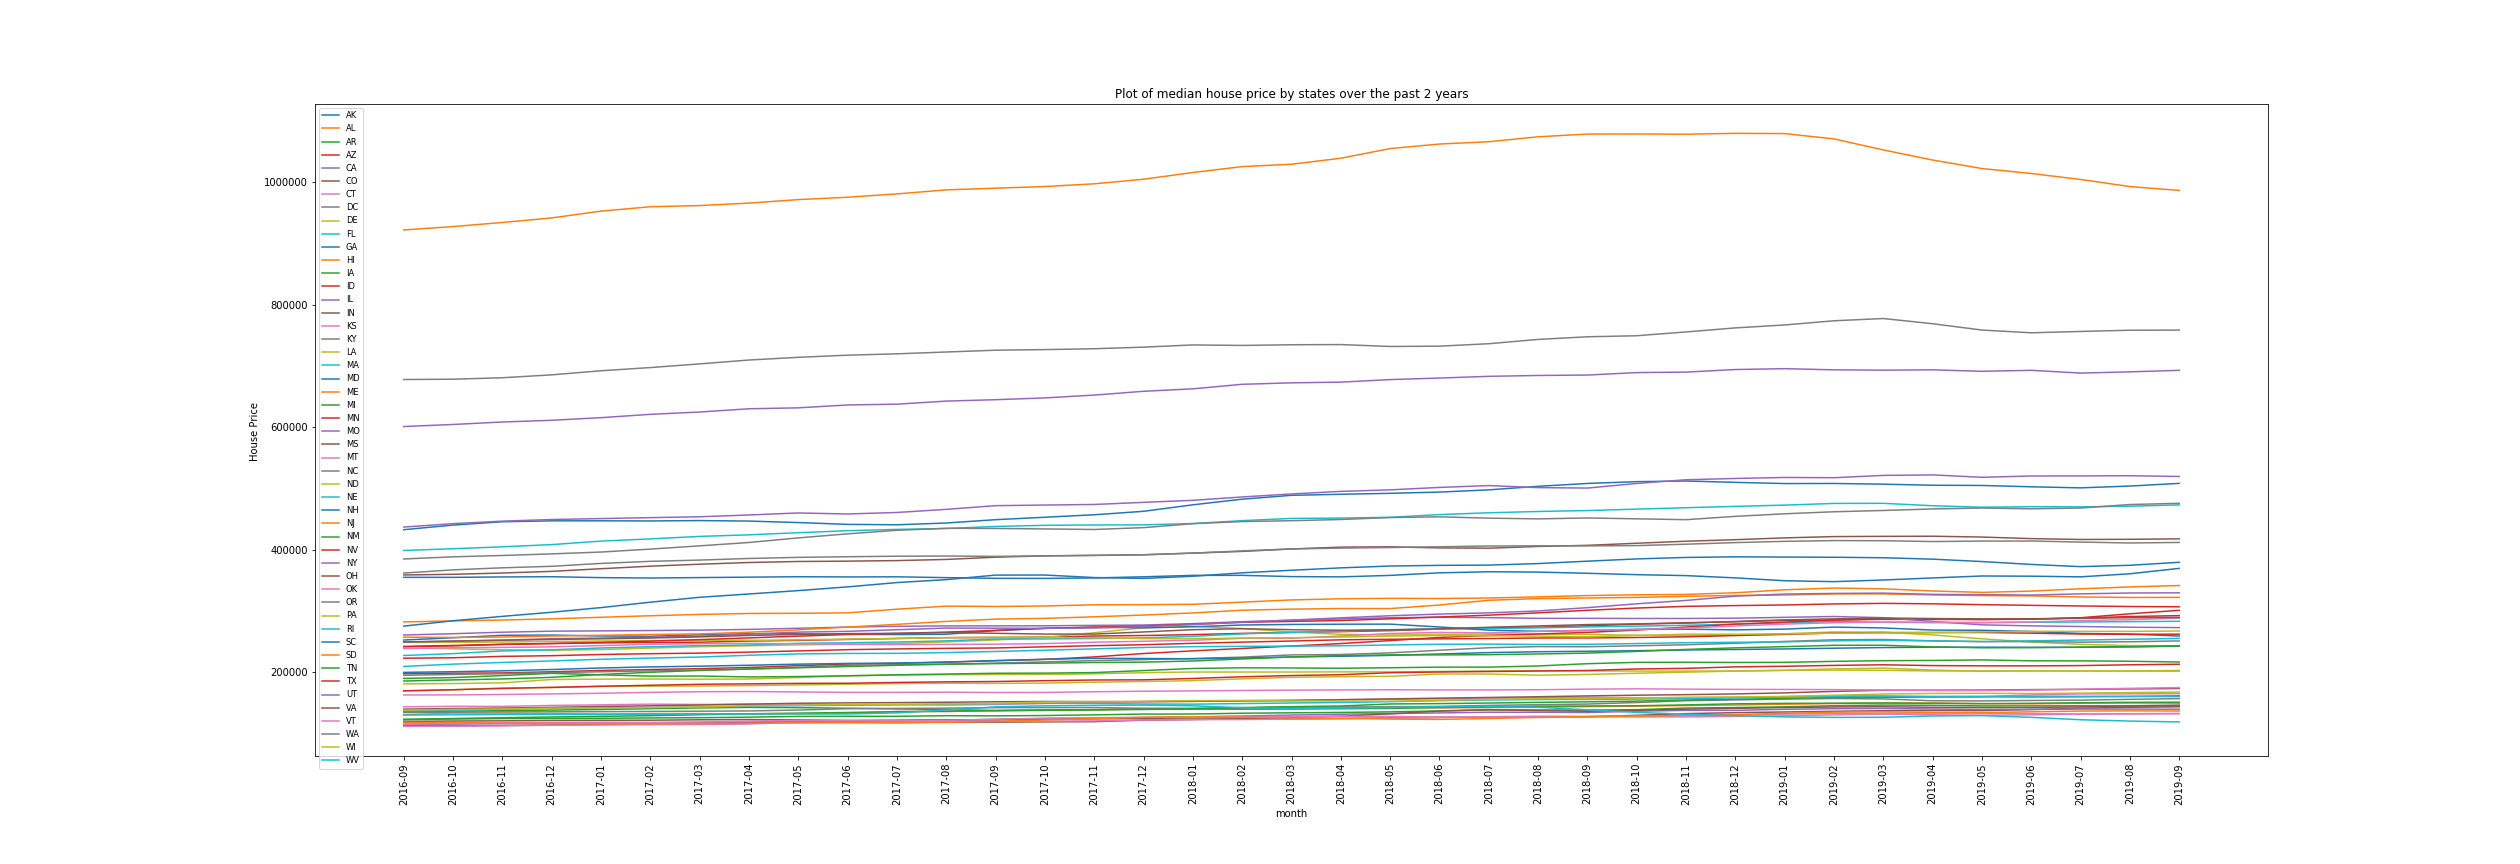 Plot of median house price by states over the past 2 years
AK
AL
AR
AZ
CA
CO
CT
DC
DE
FL
GA
HI
IA
ID
IL
IN
KS
KY
LA
MA
MD
ME
MI
MN
MO
MS
MT
NC
ND
NE
NH
NJ
NM
NV
NY
OH
OK
OR
PA
RI
SC
SD
TN
TX
UT
VA
VT
WA
WI
WV
1000000
800000
600000
400000
200000
House Price
2016-09
2016-10
2016-11
2016-12
2017-01
2017-02
2017-03
2017-04
2017-05
2017-06
2017-07
2017-08
2017-09
2017-10
2017-11
2017-12
2018-01
2018-02
2018-03
2018-04
2018-05
2018-06
2018-07
2018-08
2018-09
2018-10
2018-11
2018-12
2019-01
2019-02
2019-03
2019-04
2019-05
2019-06
2019-07
2019-08
2019-09
month